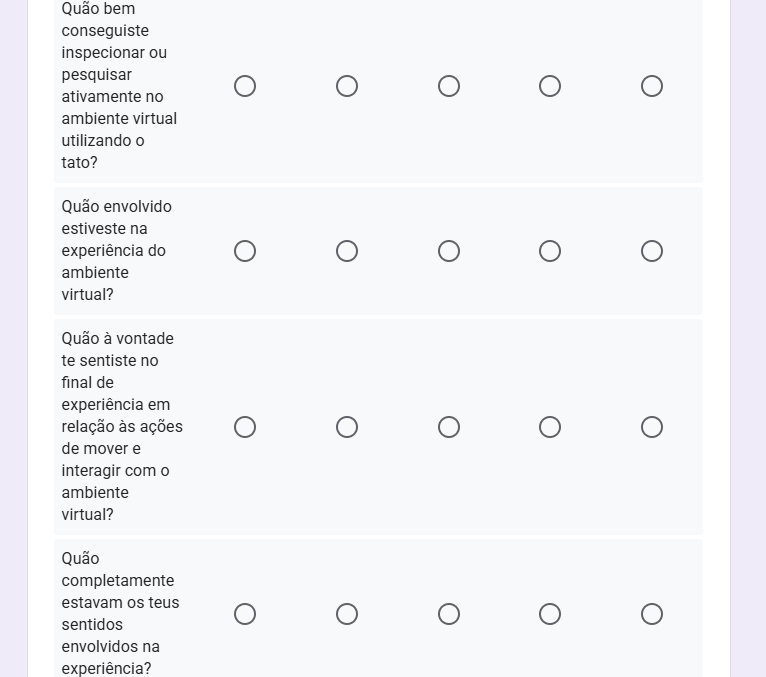 Quão bem
conseguiste
inspecionar ou
pesquisar
ativamente no
ambiente virtual
utilizando o
tato?
Quão envolvido
estiveste na
experiência do
ambiente
virtual?
Quão à vontade
te sentiste no
final de
experiência em
relação às ações
de mover e
interagir com o
ambiente
virtual?
Quão
completamente
estavam os teus
sentidos
envolvidos na
experiência?